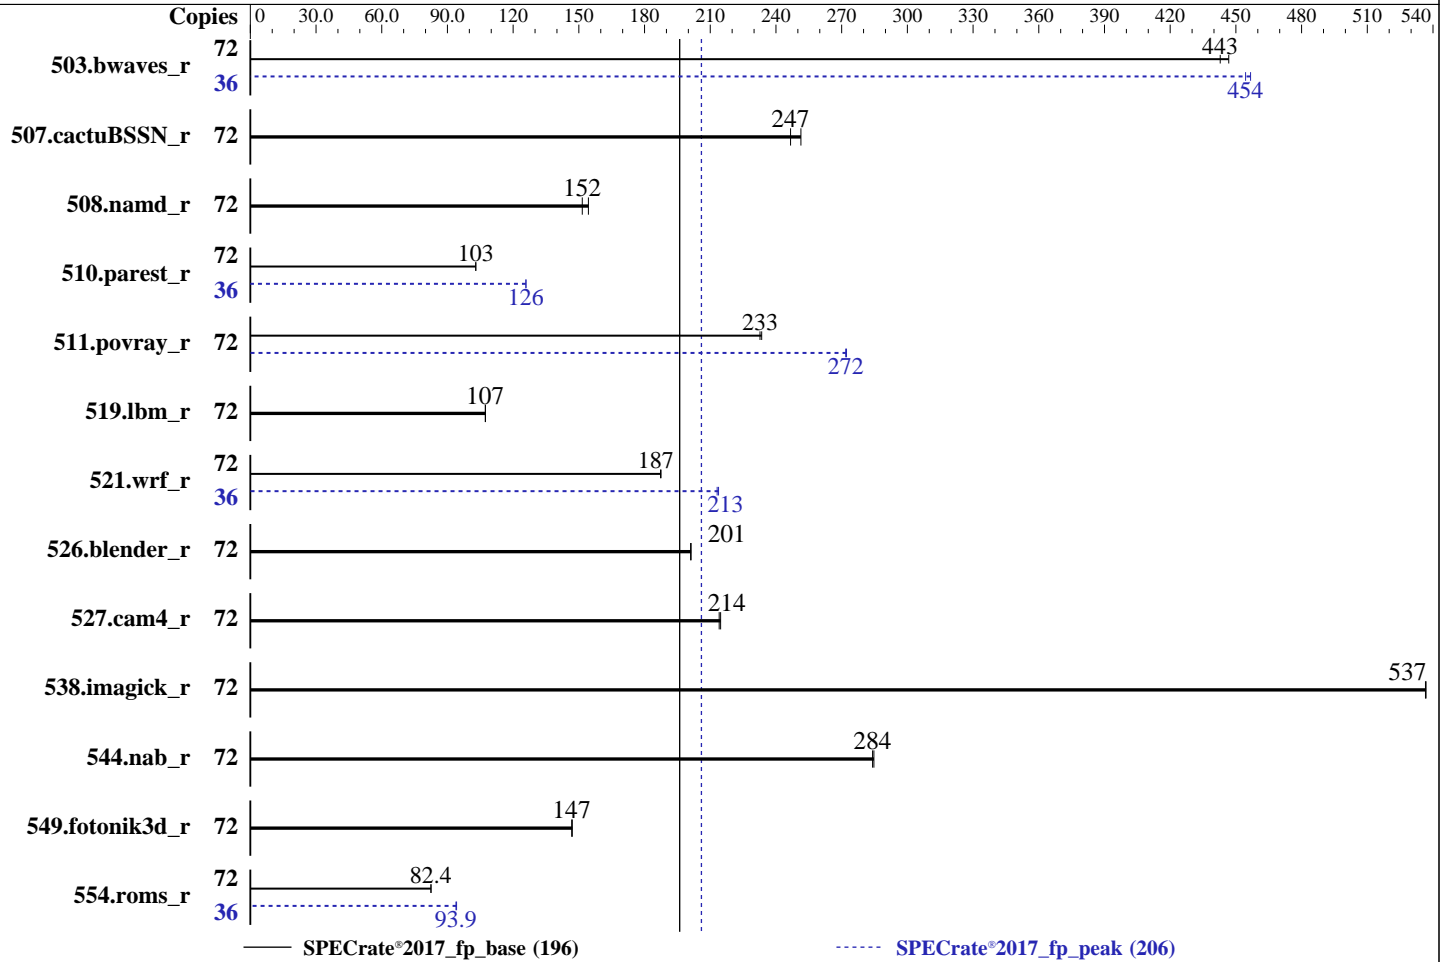 Copies 0 30.0 60.0 90.0 120 150 180 210 240 270 300 330 360 390 420 450 480 510 540
503.bwaves_r 72 443
36 454
507.cactuBSSN_r 72 247
508.namd_r 72 152
510.parest_r 72 103
36 126
511.povray_r 72 233
272
519.lbm_r 72 107
521.wrf_r 72 187
36 213
526.blender_r 72 201
527.cam4_r 72 214
538.imagick_r 72 537
544.nab_r 72 284
549.fotonik3d_r 72 147
554.roms_r 72 82.4
36 93.9
SPECrate®2017_fp_base (196) SPECrate®2017_fp_peak (206)